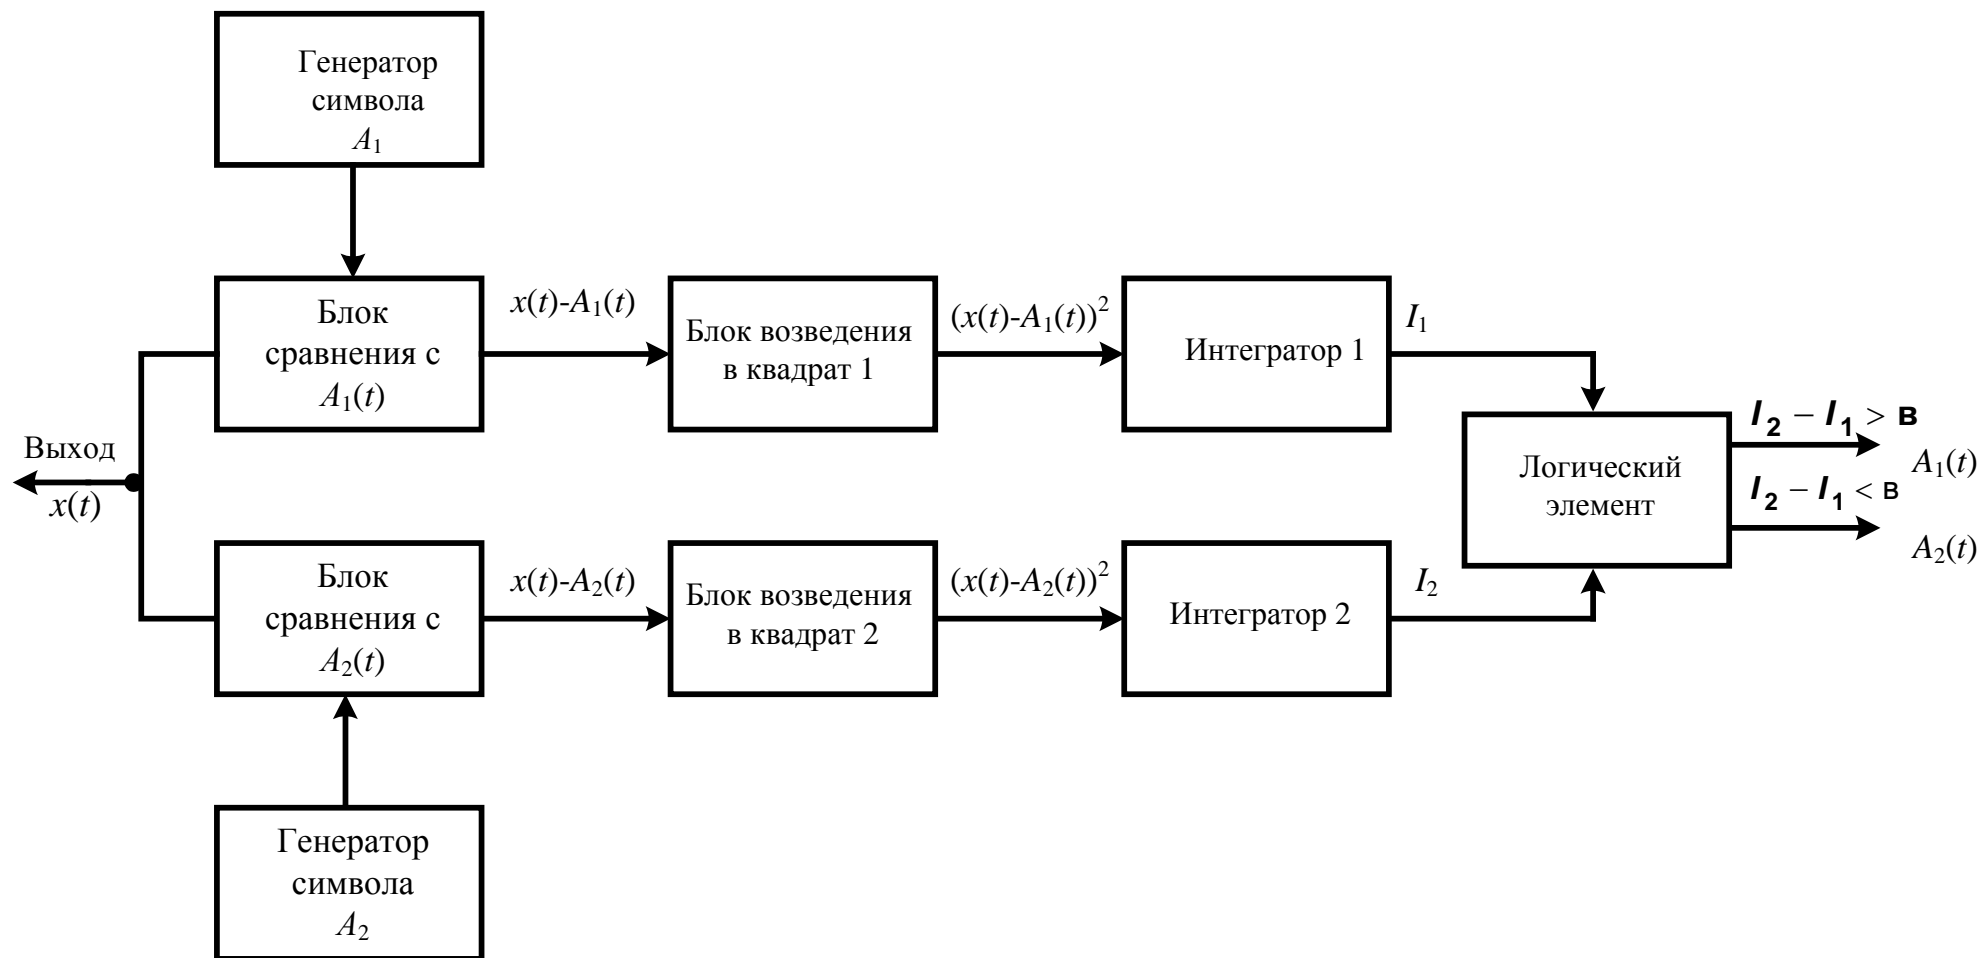 Генератор
символа
A₁
Блок
сравнения с
A₁(t)
x(t)-A₁(t)
Блок возведения
в квадрат 1
(x(t)-A₁(t))²
Интегратор 1
I₁
Выход
x(t)
Логический
элемент
I₂ − I₁ > в
A₁(t)
I₂ − I₁ < в
A₂(t)
Блок
сравнения с
A₂(t)
x(t)-A₂(t)
Блок возведения
в квадрат 2
(x(t)-A₂(t))²
Интегратор 2
I₂
Генератор
символа
A₂